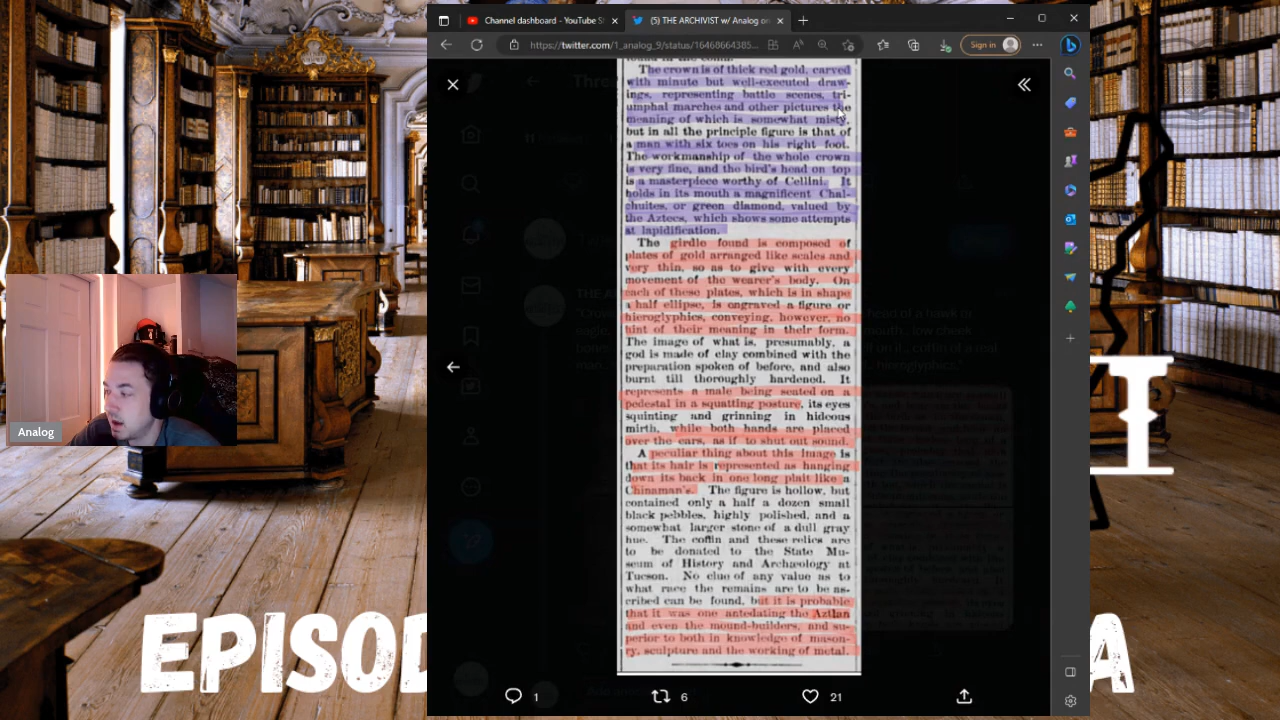 Channel dashboard - YouTube S
(5) THE ARCHIVIST w/ Analog on
https://twitter.com/1_analog_9/status/16468664385...
Sign in
The crown is of thick red gold, carved
with minute but well-executed draw-
ings, representing battle scenes, tri-
umphal marches and other pictures the
meaning of which is somewhat misty,
but in all the principle figure is that of
a man with six toes on his right foot.
The workmanship of the whole crown
is very fine, and the bird's head on top
is a masterpiece worthy of Cellini. It
holds in its mouth a magnificent Chal-
chuites, or green diamond, valued by
the Aztecs, which shows some attempts
at lapidification.
The girdle found is composed of
plates of gold arranged like scales and
very thin, so as to give with every
movement of the wearer's body. On
each of these plates, which is in shape
a half ellipse, is engraved a figure or
hieroglyphics, conveying, however, no
hint of their meaning in their form.
The image of what is, presumably, a
god is made of clay combined with the
preparation spoken of before, and also
burnt till thoroughly hardened. It
represents a male being seated on a
pedestal in a squatting posture, its eyes
squinting and grinning in hideous
mirth, while both hands are placed
over the ears, as if to shut out sound.
A peculiar thing about this image is
that its hair is represented as hanging
down its back in one long plait like a
Chinaman's. The figure is hollow, but
contained only a half a dozen small
black pebbles, highly polished, and a
somewhat larger stone of a dull gray
hue. The coffin and these relics are
to be donated to the State Mu-
seum of History and Archæology at
Tucson. No clue of any value as to
what race the remains are to be as-
cribed can be found, but it is probable
that it was one antedating the Aztlan
and even the mound-builders, and su-
perior to both in knowledge of mason-
ry, sculpture and the working of metal.
1
6
21
Analog
EPISOD
I
A